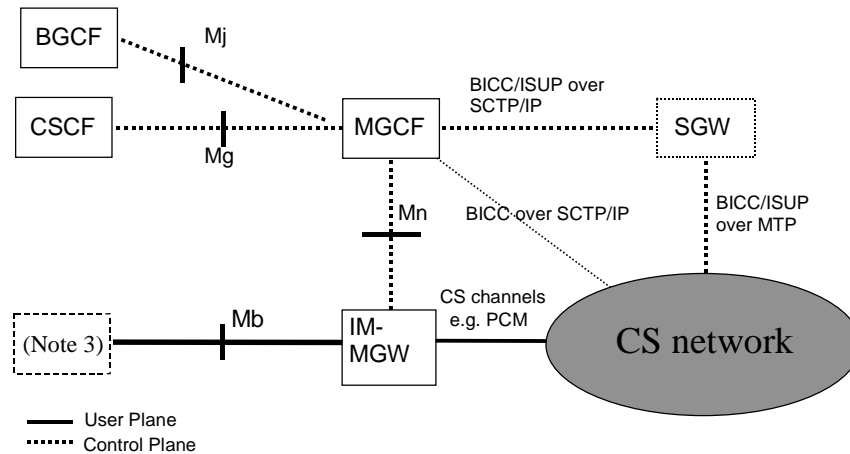 BGCF
Mj
CSCF
Mg
MGCF
BICC/ISUP over
SCTP/IP
SGW
Mn
BICC over SCTP/IP
BICC/ISUP
over MTP
(Note 3)
Mb
IM-
MGW
CS channels
e.g. PCM
CS network
User Plane
Control Plane